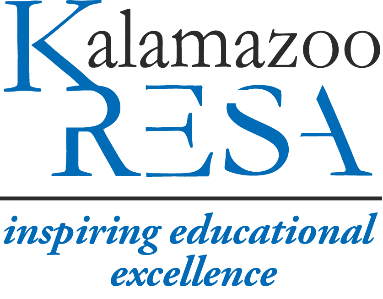 Kalamazoo
RESA
inspiring educational
excellence